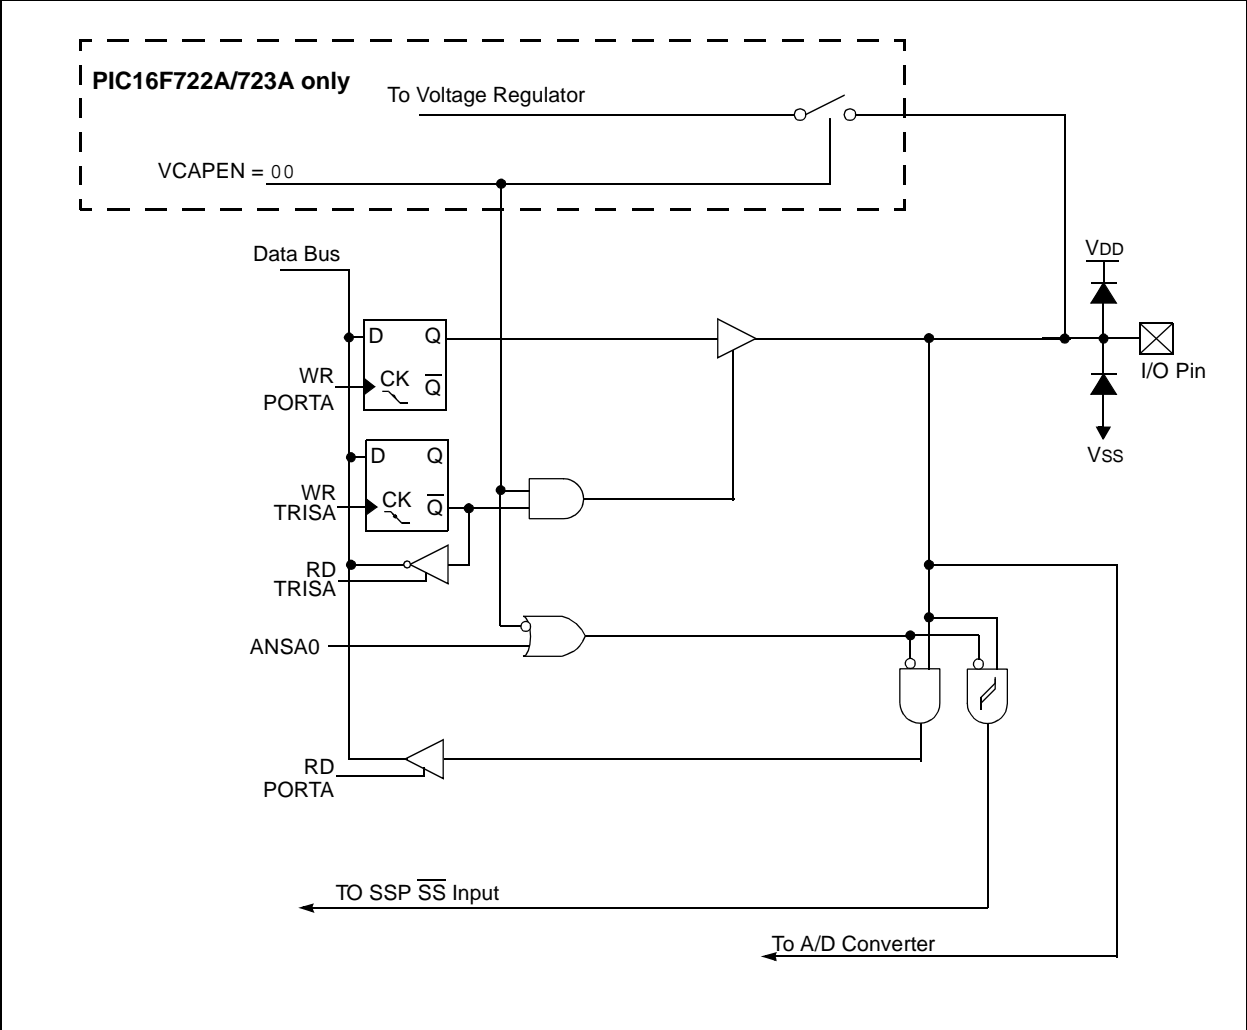 PIC16F722A/723A only
To Voltage Regulator
VCAPEN = 00
Data Bus
VDD
D Q
WR
PORTA
CK Q̅
I/O Pin
D Q
VSS
WR
TRISA
CK Q̅
RD
TRISA
ANSA0
RD
PORTA
TO SSP S̅S̅ Input
To A/D Converter